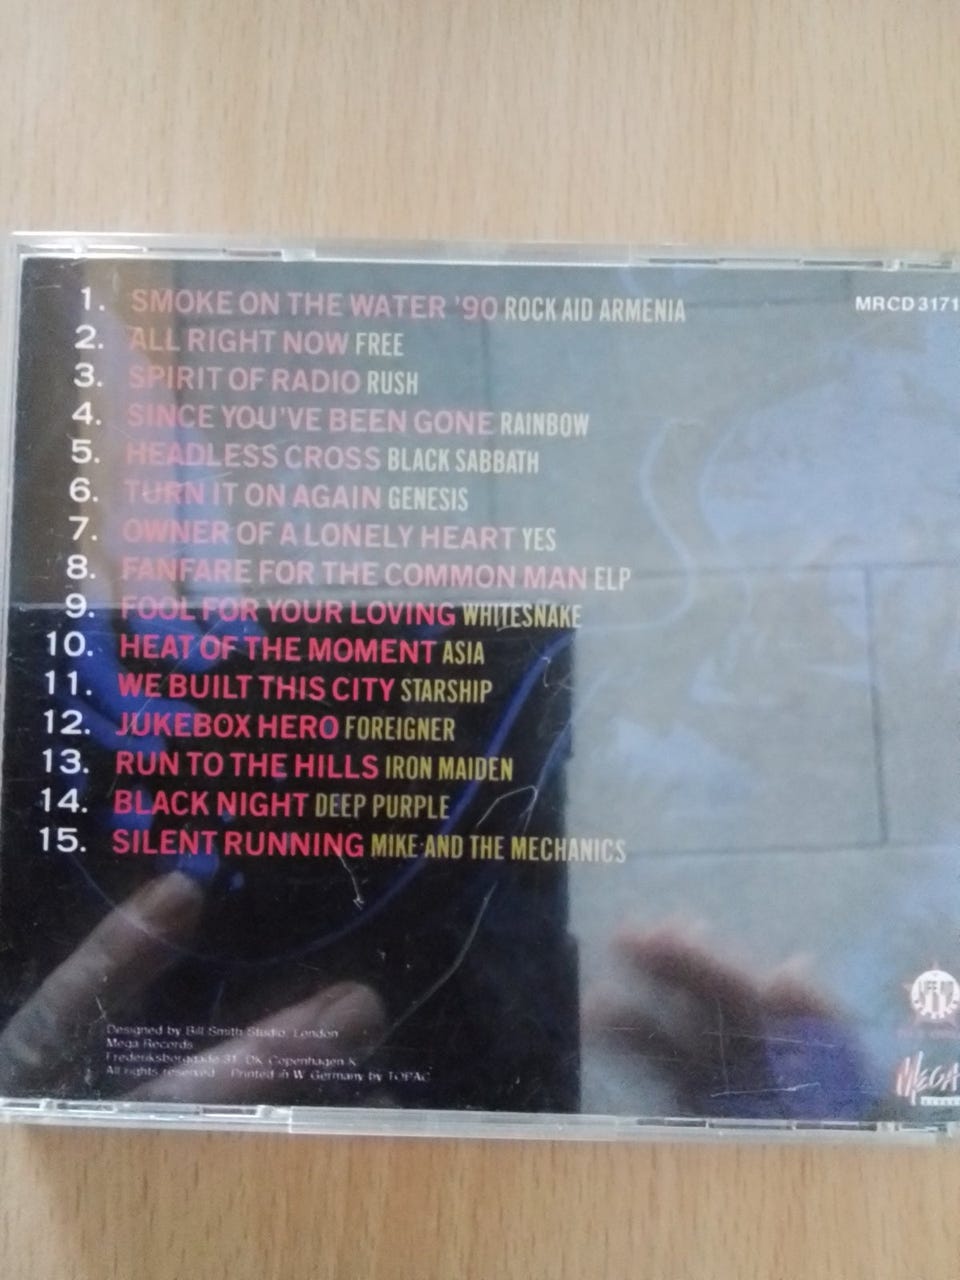 1. SMOKE ON THE WATER '90 ROCK AID ARMENIA
MRCD 3171
2. ALL RIGHT NOW FREE
3. SPIRIT OF RADIO RUSH
4. SINCE YOU'VE BEEN GONE RAINBOW
5. HEADLESS CROSS BLACK SABBATH
6. TURN IT ON AGAIN GENESIS
7. OWNER OF A LONELY HEART YES
8. FANFARE FOR THE COMMON MAN ELP
9. FOOL FOR YOUR LOVING WHITESNAKE
10. HEAT OF THE MOMENT ASIA
11. WE BUILT THIS CITY STARSHIP
12. JUKEBOX HERO FOREIGNER
13. RUN TO THE HILLS IRON MAIDEN
14. BLACK NIGHT DEEP PURPLE
15. SILENT RUNNING MIKE AND THE MECHANICS
Designed by Bill Smith Studio, London
Mega Records
Frederiksborggade 31, DK Copenhagen K.
All rights reserved Printed in W. Germany by TOPAC
LIFE AID
MEGA